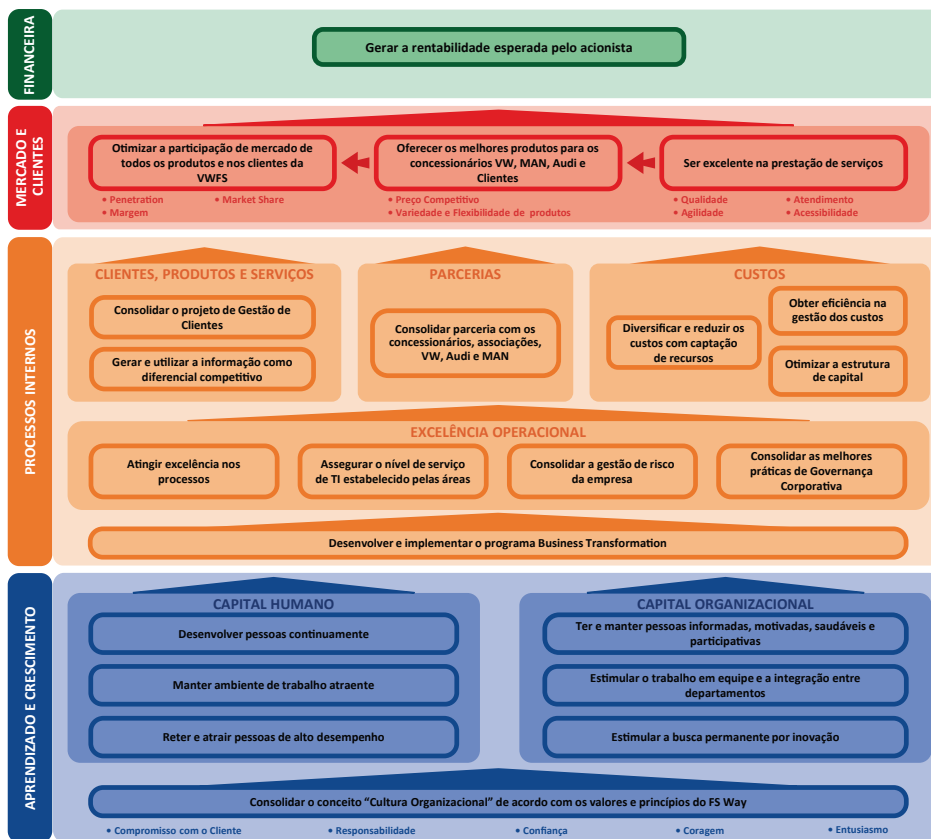 FINANCEIRA
Gerar a rentabilidade esperada pelo acionista
MERCADO E
CLIENTES
Otimizar a participação de mercado de
todos os produtos e nos clientes da
VWFS
• Penetration
• Market Share
• Margem
Oferecer os melhores produtos para os
concessionários VW, MAN, Audi e
Clientes
• Preço Competitivo
• Variedade e Flexibilidade de produtos
Ser excelente na prestação de serviços
• Qualidade
• Atendimento
• Agilidade
• Acessibilidade
PROCESSOS INTERNOS
CLIENTES, PRODUTOS E SERVIÇOS
Consolidar o projeto de Gestão de
Clientes
Gerar e utilizar a informação como
diferencial competitivo
PARCERIAS
Consolidar parceria com os
concessionários, associações,
VW, Audi e MAN
CUSTOS
Diversificar e reduzir os
custos com captação
de recursos
Obter eficiência na
gestão dos custos
Otimizar a estrutura
de capital
EXCELÊNCIA OPERACIONAL
Atingir excelência nos
processos
Assegurar o nível de serviço
de TI estabelecido pelas áreas
Consolidar a gestão de risco
da empresa
Consolidar as melhores
práticas de Governança
Corporativa
Desenvolver e implementar o programa Business Transformation
APRENDIZADO E CRESCIMENTO
CAPITAL HUMANO
Desenvolver pessoas continuamente
Manter ambiente de trabalho atraente
Reter e atrair pessoas de alto desempenho
CAPITAL ORGANIZACIONAL
Ter e manter pessoas informadas, motivadas, saudáveis e
participativas
Estimular o trabalho em equipe e a integração entre
departamentos
Estimular a busca permanente por inovação
Consolidar o conceito “Cultura Organizacional” de acordo com os valores e princípios do FS Way
• Compromisso com o Cliente
• Responsabilidade
• Confiança
• Coragem
• Entusiasmo